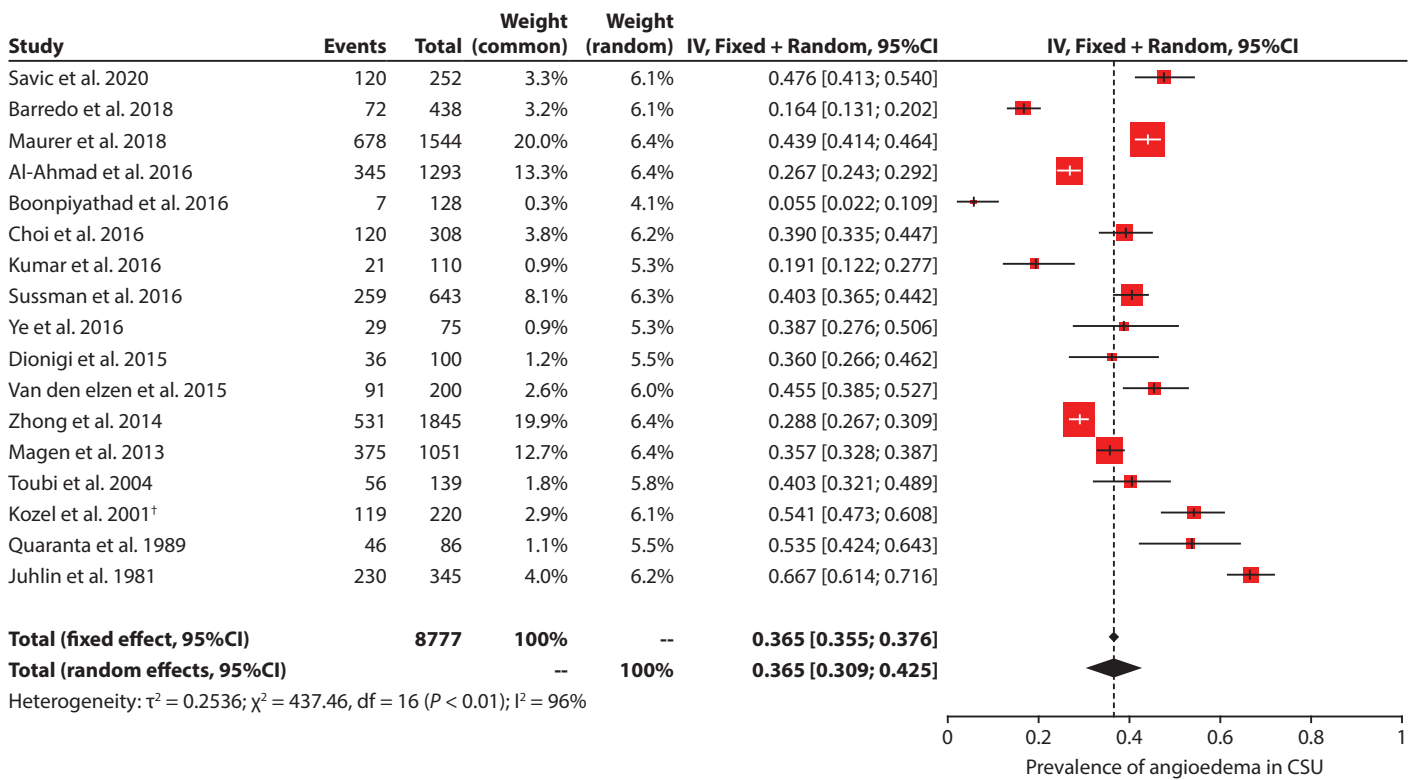 Weight Weight
Study Events Total (common) (random) IV, Fixed + Random, 95%CI IV, Fixed + Random, 95%CI
Savic et al. 2020 120 252 3.3% 6.1% 0.476 [0.413; 0.540]
Barredo et al. 2018 72 438 3.2% 6.1% 0.164 [0.131; 0.202]
Maurer et al. 2018 678 1544 20.0% 6.4% 0.439 [0.414; 0.464]
Al-Ahmad et al. 2016 345 1293 13.3% 6.4% 0.267 [0.243; 0.292]
Boonpiyathad et al. 2016 7 128 0.3% 4.1% 0.055 [0.022; 0.109]
Choi et al. 2016 120 308 3.8% 6.2% 0.390 [0.335; 0.447]
Kumar et al. 2016 21 110 0.9% 5.3% 0.191 [0.122; 0.277]
Sussman et al. 2016 259 643 8.1% 6.3% 0.403 [0.365; 0.442]
Ye et al. 2016 29 75 0.9% 5.3% 0.387 [0.276; 0.506]
Dionigi et al. 2015 36 100 1.2% 5.5% 0.360 [0.266; 0.462]
Van den elzen et al. 2015 91 200 2.6% 6.0% 0.455 [0.385; 0.527]
Zhong et al. 2014 531 1845 19.9% 6.4% 0.288 [0.267; 0.309]
Magen et al. 2013 375 1051 12.7% 6.4% 0.357 [0.328; 0.387]
Toubi et al. 2004 56 139 1.8% 5.8% 0.403 [0.321; 0.489]
Kozel et al. 2001† 119 220 2.9% 6.1% 0.541 [0.473; 0.608]
Quaranta et al. 1989 46 86 1.1% 5.5% 0.535 [0.424; 0.643]
Juhlin et al. 1981 230 345 4.0% 6.2% 0.667 [0.614; 0.716]
Total (fixed effect, 95%CI) 8777 100% -- 0.365 [0.355; 0.376]
Total (random effects, 95%CI) -- 100% 0.365 [0.309; 0.425]
Heterogeneity: τ² = 0.2536; χ² = 437.46, df = 16 (P < 0.01); I² = 96%
0 0.2 0.4 0.6 0.8 1
Prevalence of angioedema in CSU